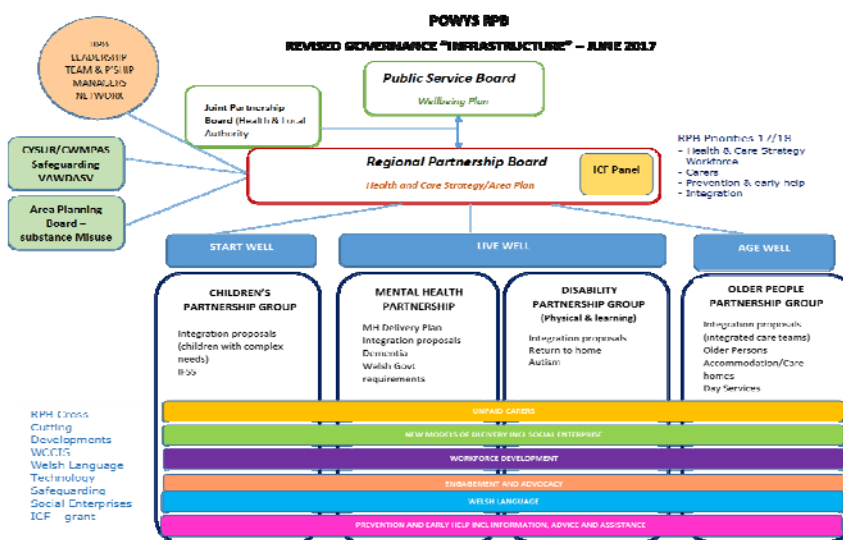 POWYS RPB
REVISED GOVERNANCE "INFRASTRUCTURE" – JUNE 2017
RPB
LEADERSHIP
TEAM & P'SHIP
MANAGERS
NETWORK
Public Service Board
Wellbeing Plan
Joint Partnership
Board (Health & Local
Authority
CYSUR/CWMPAS
Safeguarding
VAWDASV
Regional Partnership Board
Health and Care Strategy/Area Plan
ICF Panel
RPB Priorities 17/18
- Health & Care Strategy
Workforce
- Carers
- Prevention & early help
- Integration
Area Planning
Board –
substance Misuse
START WELL
LIVE WELL
AGE WELL
CHILDREN'S
PARTNERSHIP GROUP
Integration proposals
(children with complex
needs)
IFSS
MENTAL HEALTH
PARTNERSHIP
MH Delivery Plan
Integration proposals
Dementia
Welsh Govt
requirements
DISABILITY
PARTNERSHIP GROUP
(Physical & learning)
Integration proposals
Return to home
Autism
OLDER PEOPLE
PARTNERSHIP GROUP
Integration proposals
(integrated care teams)
Older Persons
Accommodation/Care
homes
Day Services
RPB Cross
Cutting
Developments
WCCIS
Welsh Language
Technology
Safeguarding
Social Enterprises
ICF grant
UNPAID CARERS
NEW MODELS OF DELIVERY INCL SOCIAL ENTERPRISE
WORKFORCE DEVELOPMENT
ENGAGEMENT AND ADVOCACY
WELSH LANGUAGE
PREVENTION AND EARLY HELP INCL INFORMATION, ADVICE AND ASSISTANCE